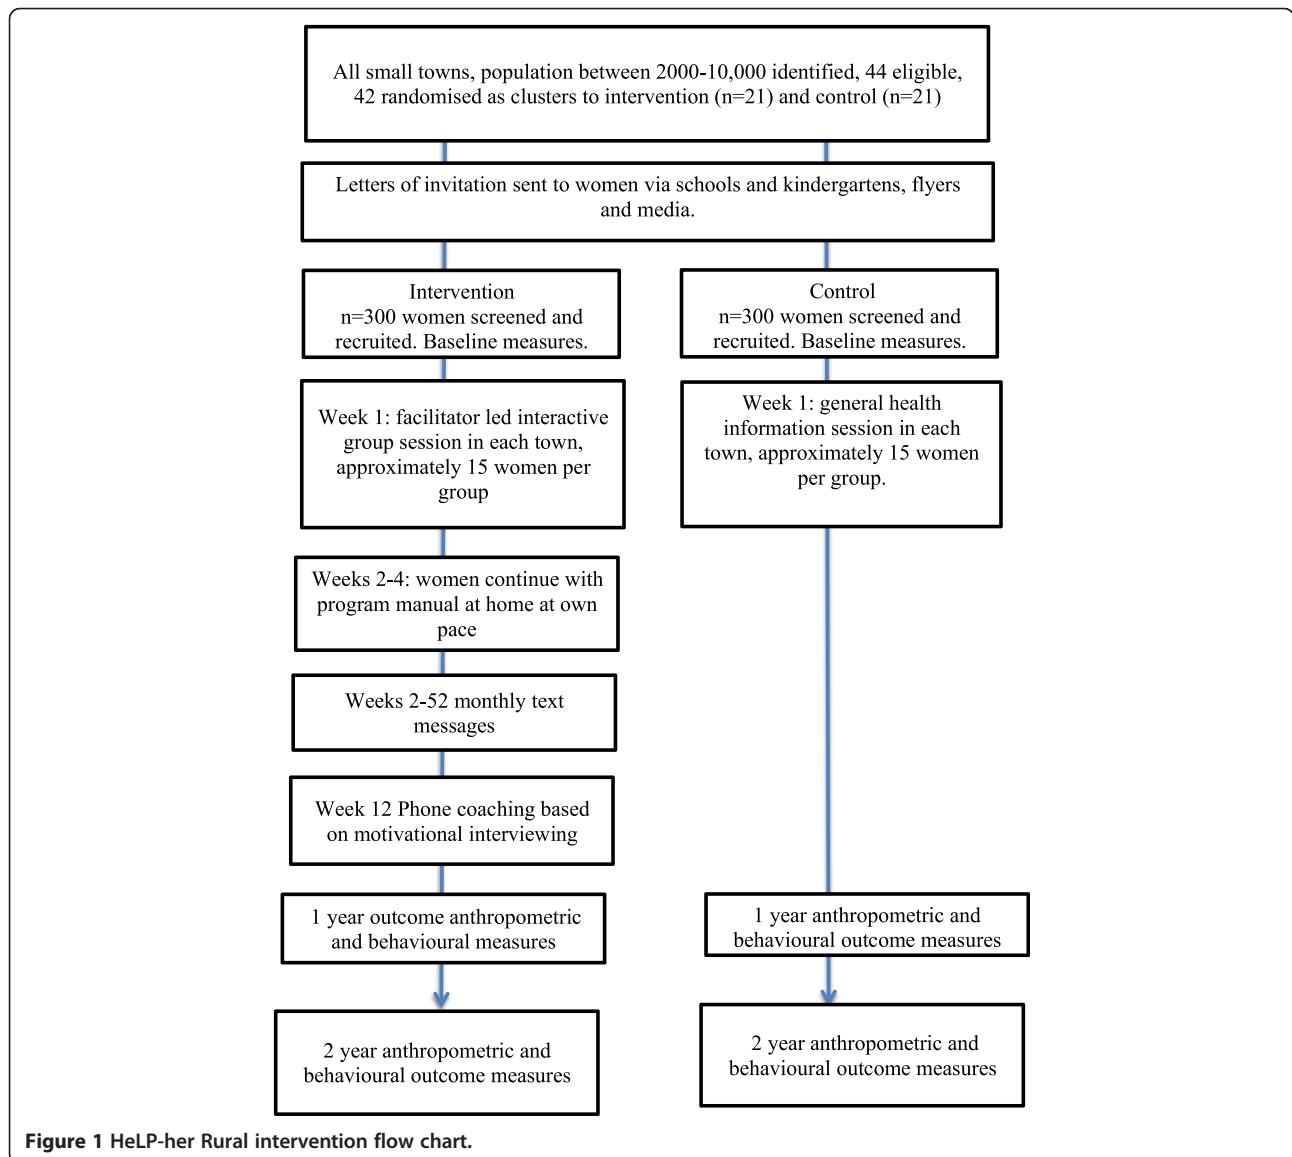 All small towns, population between 2000-10,000 identified, 44 eligible,
42 randomised as clusters to intervention (n=21) and control (n=21)
Letters of invitation sent to women via schools and kindergartens, flyers
and media.
Intervention
n=300 women screened and
recruited. Baseline measures.
Control
n=300 women screened and
recruited. Baseline measures.
Week 1: facilitator led interactive
group session in each town,
approximately 15 women per
group
Week 1: general health
information session in each
town, approximately 15 women
per group.
Weeks 2-4: women continue with
program manual at home at own
pace
Weeks 2-52 monthly text
messages
Week 12 Phone coaching based
on motivational interviewing
1 year outcome anthropometric
and behavioural measures
1 year anthropometric and
behavioural outcome measures
2 year anthropometric and
behavioural outcome measures
2 year anthropometric and
behavioural outcome measures
Figure 1 HeLP-her Rural intervention flow chart.